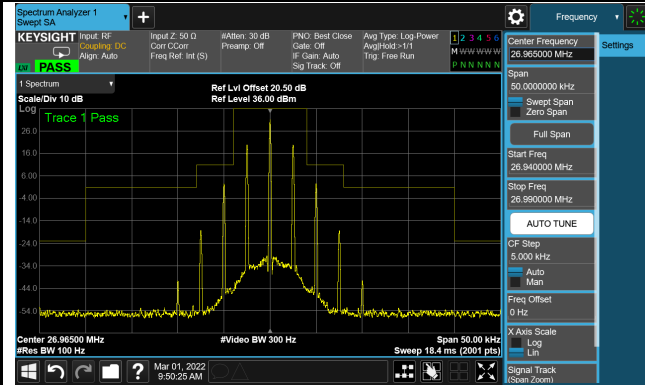 Spectrum Analyzer 1
Swept SA
Frequency
KEYSIGHT
Input: RF
Coupling: DC
Align: Auto
Input Z: 50 Ω
Corr CCorr
Freq Ref: Int (S)
#Atten: 30 dB
Preamp: Off
PNO: Best Close
Gate: Off
IF Gain: Auto
Sig Track: Off
Avg Type: Log-Power
Avg|Hold:>1/1
Trig: Free Run
1 2 3 4 5 6
M W W W W W
P N N N N N
EXT PASS
1 Spectrum
Scale/Div 10 dB
Ref Lvl Offset 20.50 dB
Ref Level 36.00 dBm
Log
Trace 1 Pass
26.0
16.0
6.00
-4.00
-14.0
-24.0
-34.0
-44.0
-54.0
Center 26.96500 MHz
#Res BW 100 Hz
#Video BW 300 Hz
Span 50.00 kHz
Sweep 18.4 ms (2001 pts)
Mar 01, 2022
9:50:25 AM
Center Frequency
26.965000 MHz
Settings
Span
50.0000000 kHz
Swept Span
Zero Span
Full Span
Start Freq
26.940000 MHz
Stop Freq
26.990000 MHz
AUTO TUNE
CF Step
5.000 kHz
Auto
Man
Freq Offset
0 Hz
X Axis Scale
Log
Lin
Signal Track
(Span Zoom)